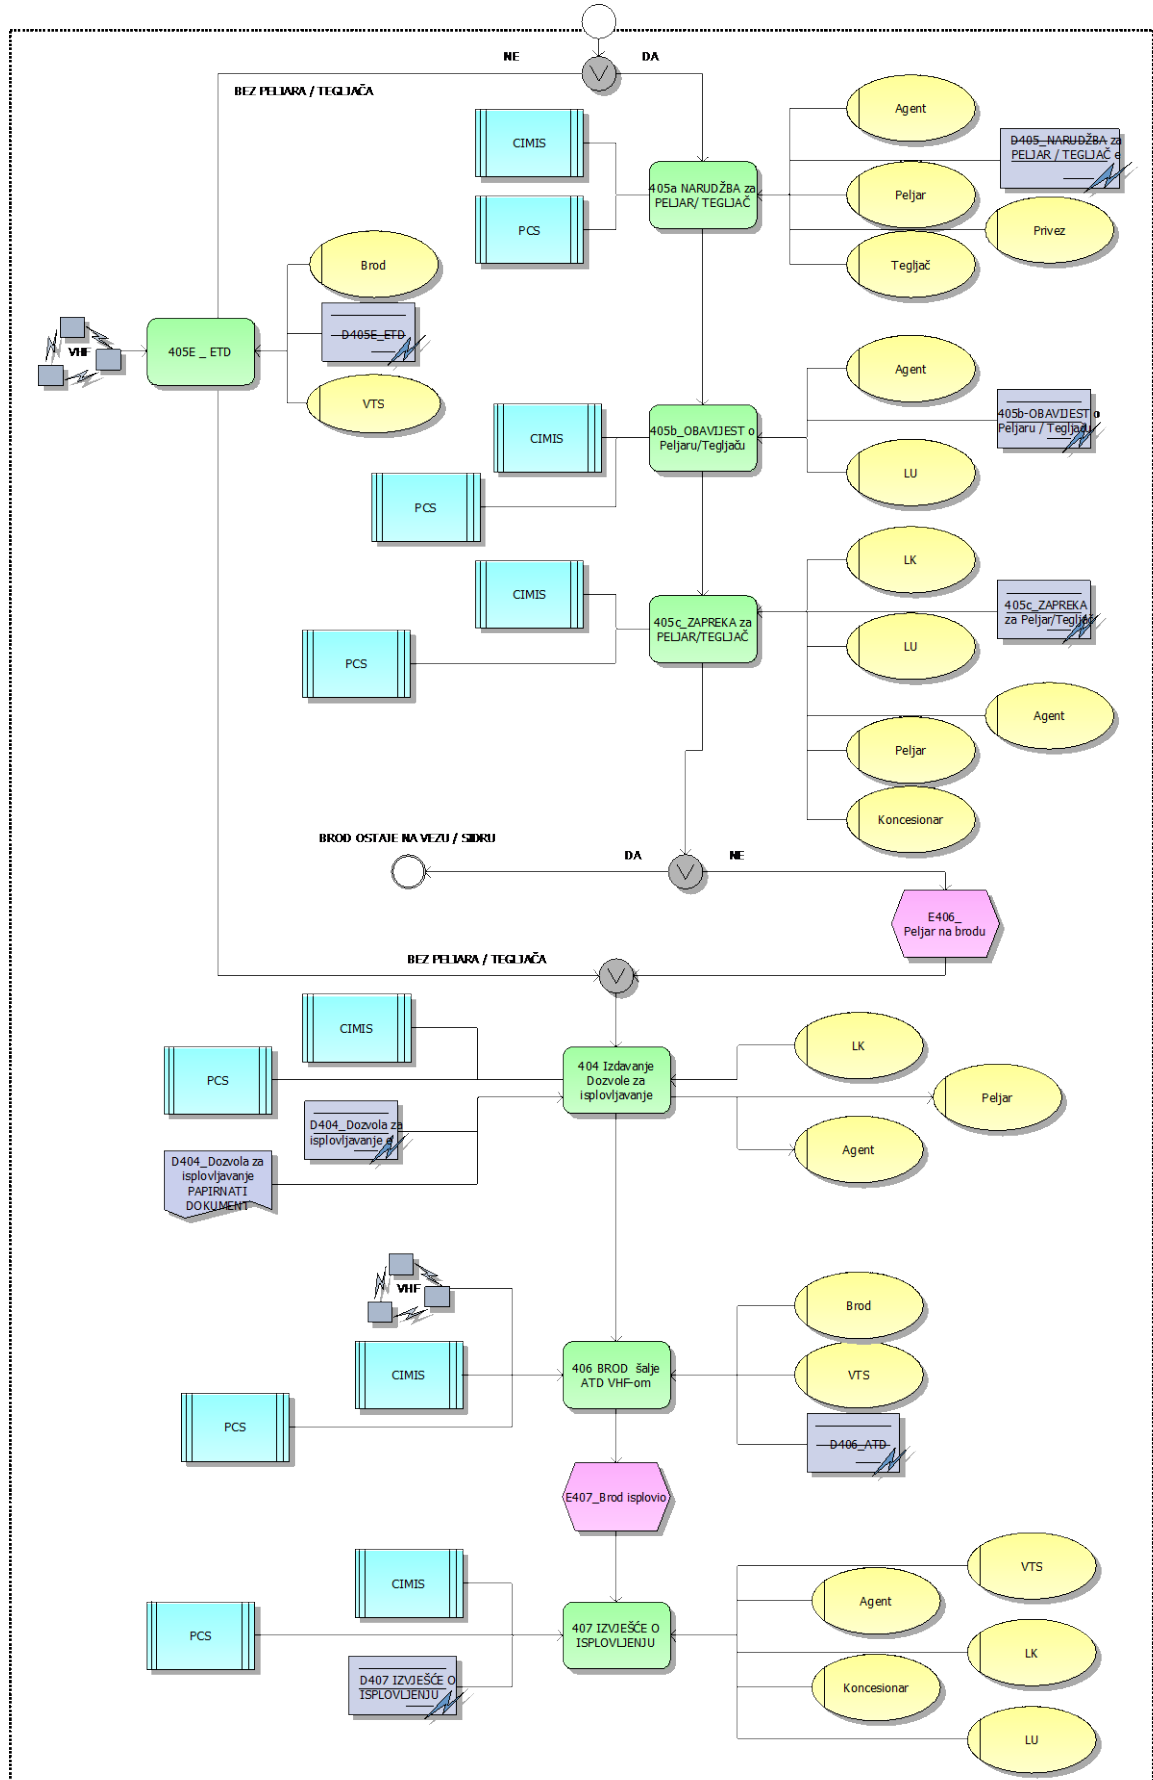 NE
DA
BEZ PELJARA / TEGLJAČA
CIMIS
Agent
D405_NARUDŽBA za
PELJAR / TEGLJAČ e
405a NARUDŽBA za
PELJAR/ TEGLJAČ
Peljar
PCS
Privez
Tegljač
Brod
D405E_ETD
VHF
405E _ ETD
VTS
Agent
405b-OBAVIJEST o
Peljaru / Tegljaču
CIMIS
405b_OBAVIJEST o
Peljaru/Tegljaču
LU
PCS
LK
CIMIS
405c_ZAPREKA
za Peljar/Tegljač
405c_ZAPREKA za
PELJAR/TEGLJAČ
LU
PCS
Agent
Peljar
Koncesionar
BROD OSTAJE NA VEZU / SIDRU
DA
NE
E406_
Peljar na brodu
BEZ PELJARA / TEGLJAČA
CIMIS
LK
PCS
404 Izdavanje
Dozvole za
isplovljavanje
Peljar
D404_Dozvola za
isplovljavanje e
Agent
D404_Dozvola za
isplovljavanje
PAPIRNATI
DOKUMENT
VHF
Brod
CIMIS
406 BROD šalje
ATD VHF-om
VTS
PCS
D406_ATD
E407_Brod isplovio
VTS
CIMIS
Agent
PCS
407 IZVJEŠĆE O
ISPLOVLJENJU
LK
D407 IZVJEŠĆE O
ISPLOVLJENJU
Koncesionar
LU